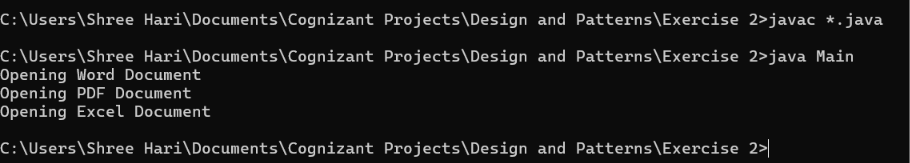 C:\Users\Shree Hari\Documents\Cognizant Projects\Design and Patterns\Exercise 2>javac *.java
C:\Users\Shree Hari\Documents\Cognizant Projects\Design and Patterns\Exercise 2>java Main
Opening Word Document
Opening PDF Document
Opening Excel Document
C:\Users\Shree Hari\Documents\Cognizant Projects\Design and Patterns\Exercise 2>